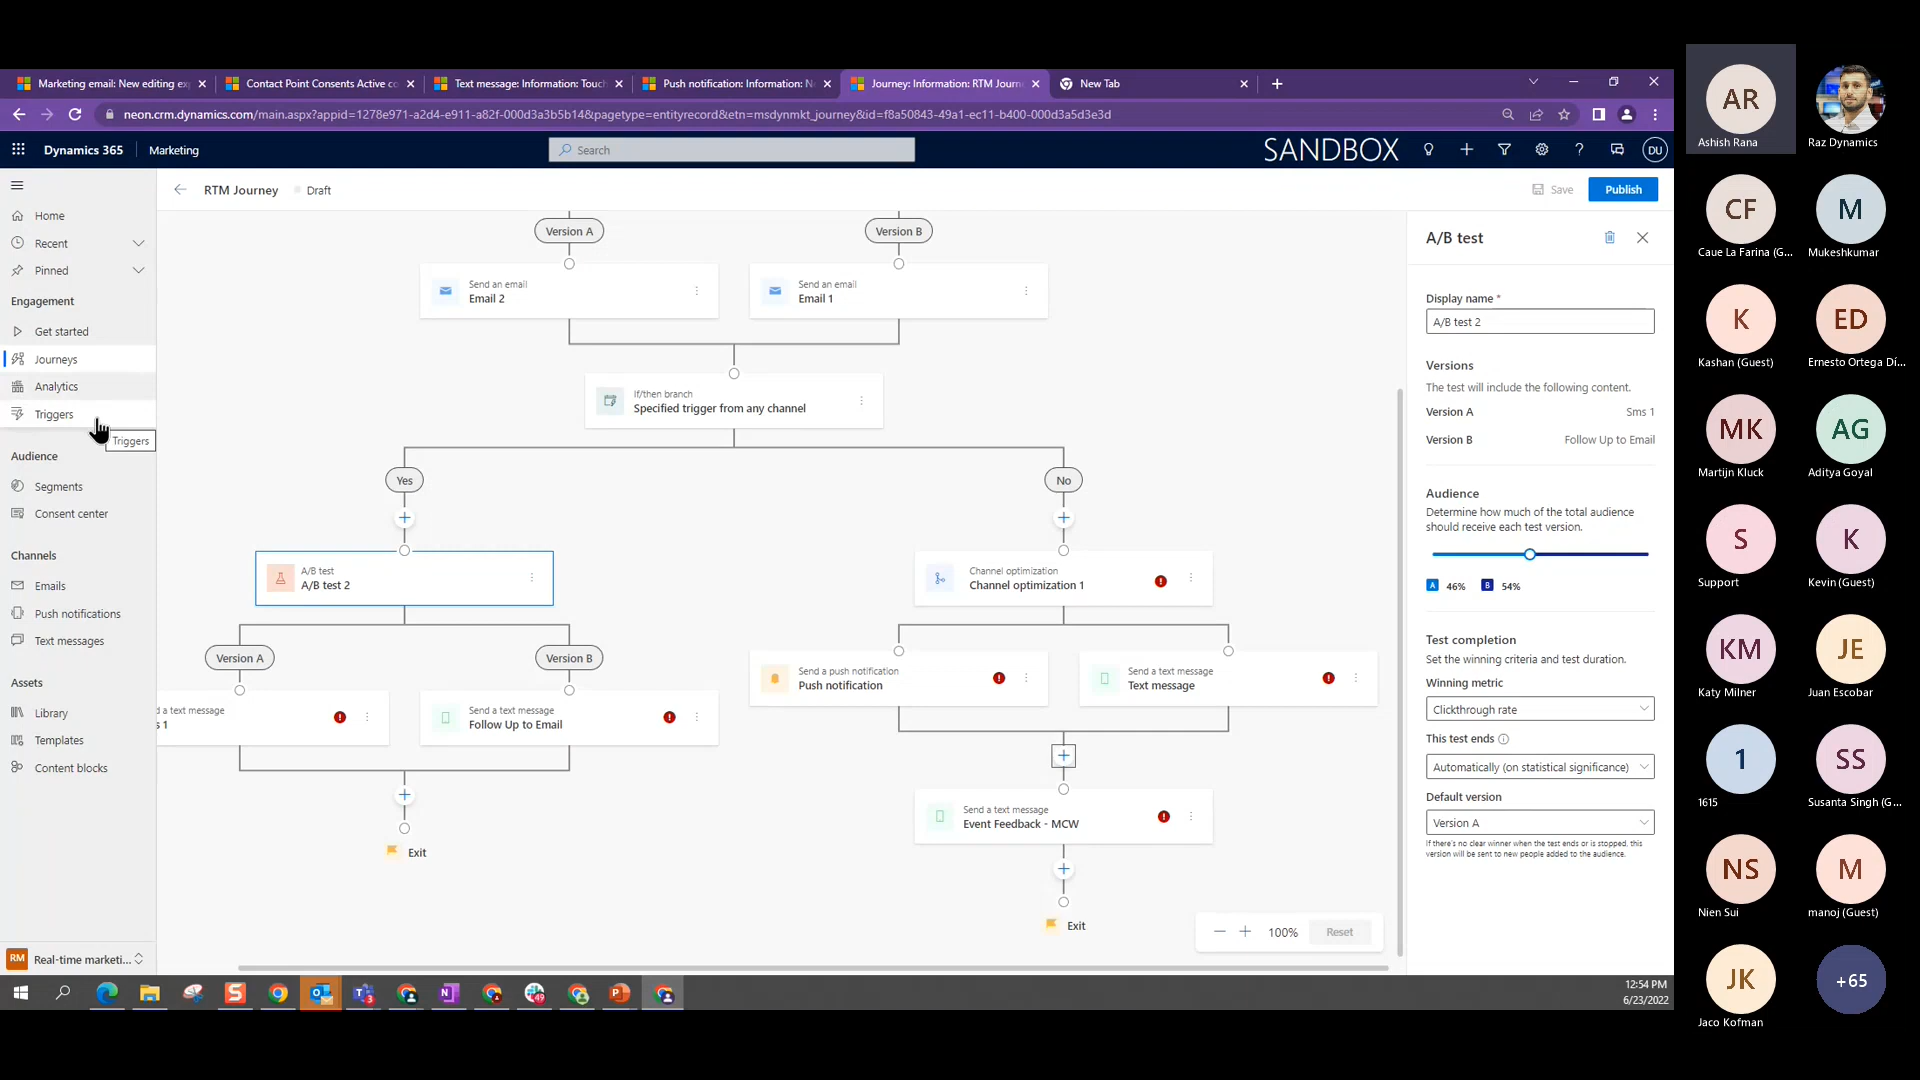 Marketing email: New editing ex
Contact Point Consents Active co
Text message: Information: Touch
Push notification: Information: N
Journey: Information: RTM Journ
New Tab
neon.crm.dynamics.com/main.aspx?appid=1278e971-a2d4-e911-a82f-000d3a3b5b14&pagetype=entityrecord&etn=msdynmkt_journey&id=f8a50843-49a1-ec11-b400-000d3a5d3e3d
Dynamics 365
Marketing
Search
SANDBOX
DU
Home
Recent
Pinned
Engagement
Get started
Journeys
Analytics
Triggers
Triggers
Audience
Segments
Consent center
Channels
Emails
Push notifications
Text messages
Assets
Library
Templates
Content blocks
RM
Real-time marketi...
RTM Journey
Draft
Save
Publish
Version A
Version B
Send an email
Email 2
Send an email
Email 1
If/then branch
Specified trigger from any channel
Yes
No
A/B test
A/B test 2
Channel optimization
Channel optimization 1
Version A
Version B
Send a push notification
Push notification
Send a text message
Text message
d a text message
s 1
Send a text message
Follow Up to Email
Send a text message
Event Feedback - MCW
Exit
Exit
100%
Reset
A/B test
Display name *
A/B test 2
Versions
The test will include the following content.
Version A
Sms 1
Version B
Follow Up to Email
Audience
Determine how much of the total audience
should receive each test version.
A 46%
B 54%
Test completion
Set the winning criteria and test duration.
Winning metric
Clickthrough rate
This test ends
Automatically (on statistical significance)
Default version
Version A
If there's no clear winner when the test ends or is stopped, this
version will be sent to new people added to the audience.
12:54 PM
6/23/2022
AR
Ashish Rana
Raz Dynamics
CF
Caue La Farina (G...
M
Mukeshkumar
K
Kashan (Guest)
ED
Ernesto Ortega Dí...
MK
Martijn Kluck
AG
Aditya Goyal
S
Support
K
Kevin (Guest)
KM
Katy Milner
JE
Juan Escobar
1
1615
SS
Susanta Singh (G...
NS
Nien Sui
M
manoj (Guest)
JK
Jaco Kofman
+65